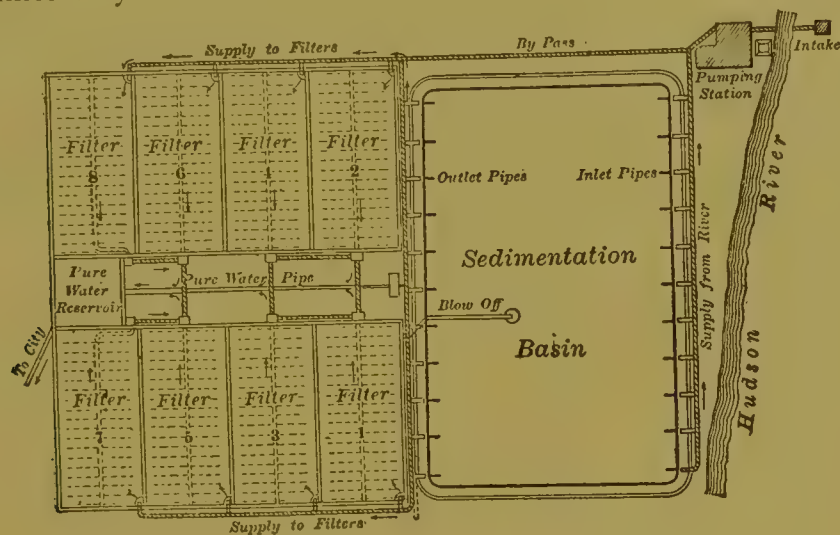 Supply to Filters
By Pass
Intake
Pumping
Station
Filter
8
Filter
6
Filter
4
Filter
2
Outlet Pipes
Inlet Pipes
River
Sedimentation
Basin
Supply from River
Pure
Water
Reservoir
Pure Water Pipe
Blow Off
To City
Hudson
Filter
7
Filter
5
Filter
3
Filter
1
Supply to Filters